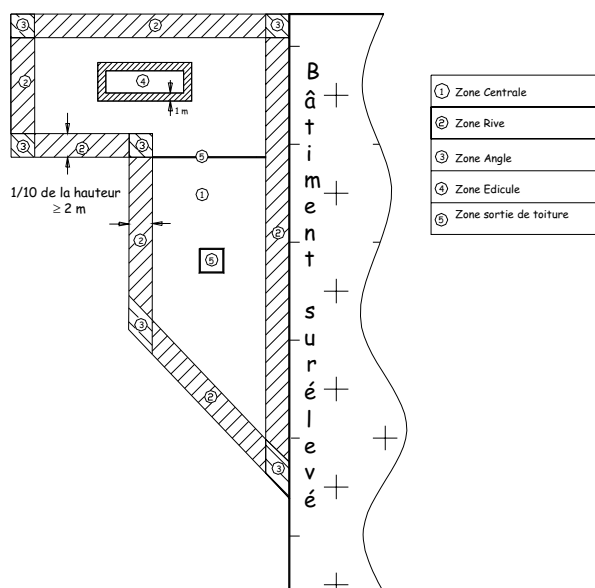 3
2
3
2
4
1 m
3
2
3
5
1/10 de la hauteur
≥ 2 m
1
2
2
5
3
2
3
Bâtiment surélevé
1 Zone Centrale
2 Zone Rive
3 Zone Angle
4 Zone Edicule
5 Zone sortie de toiture